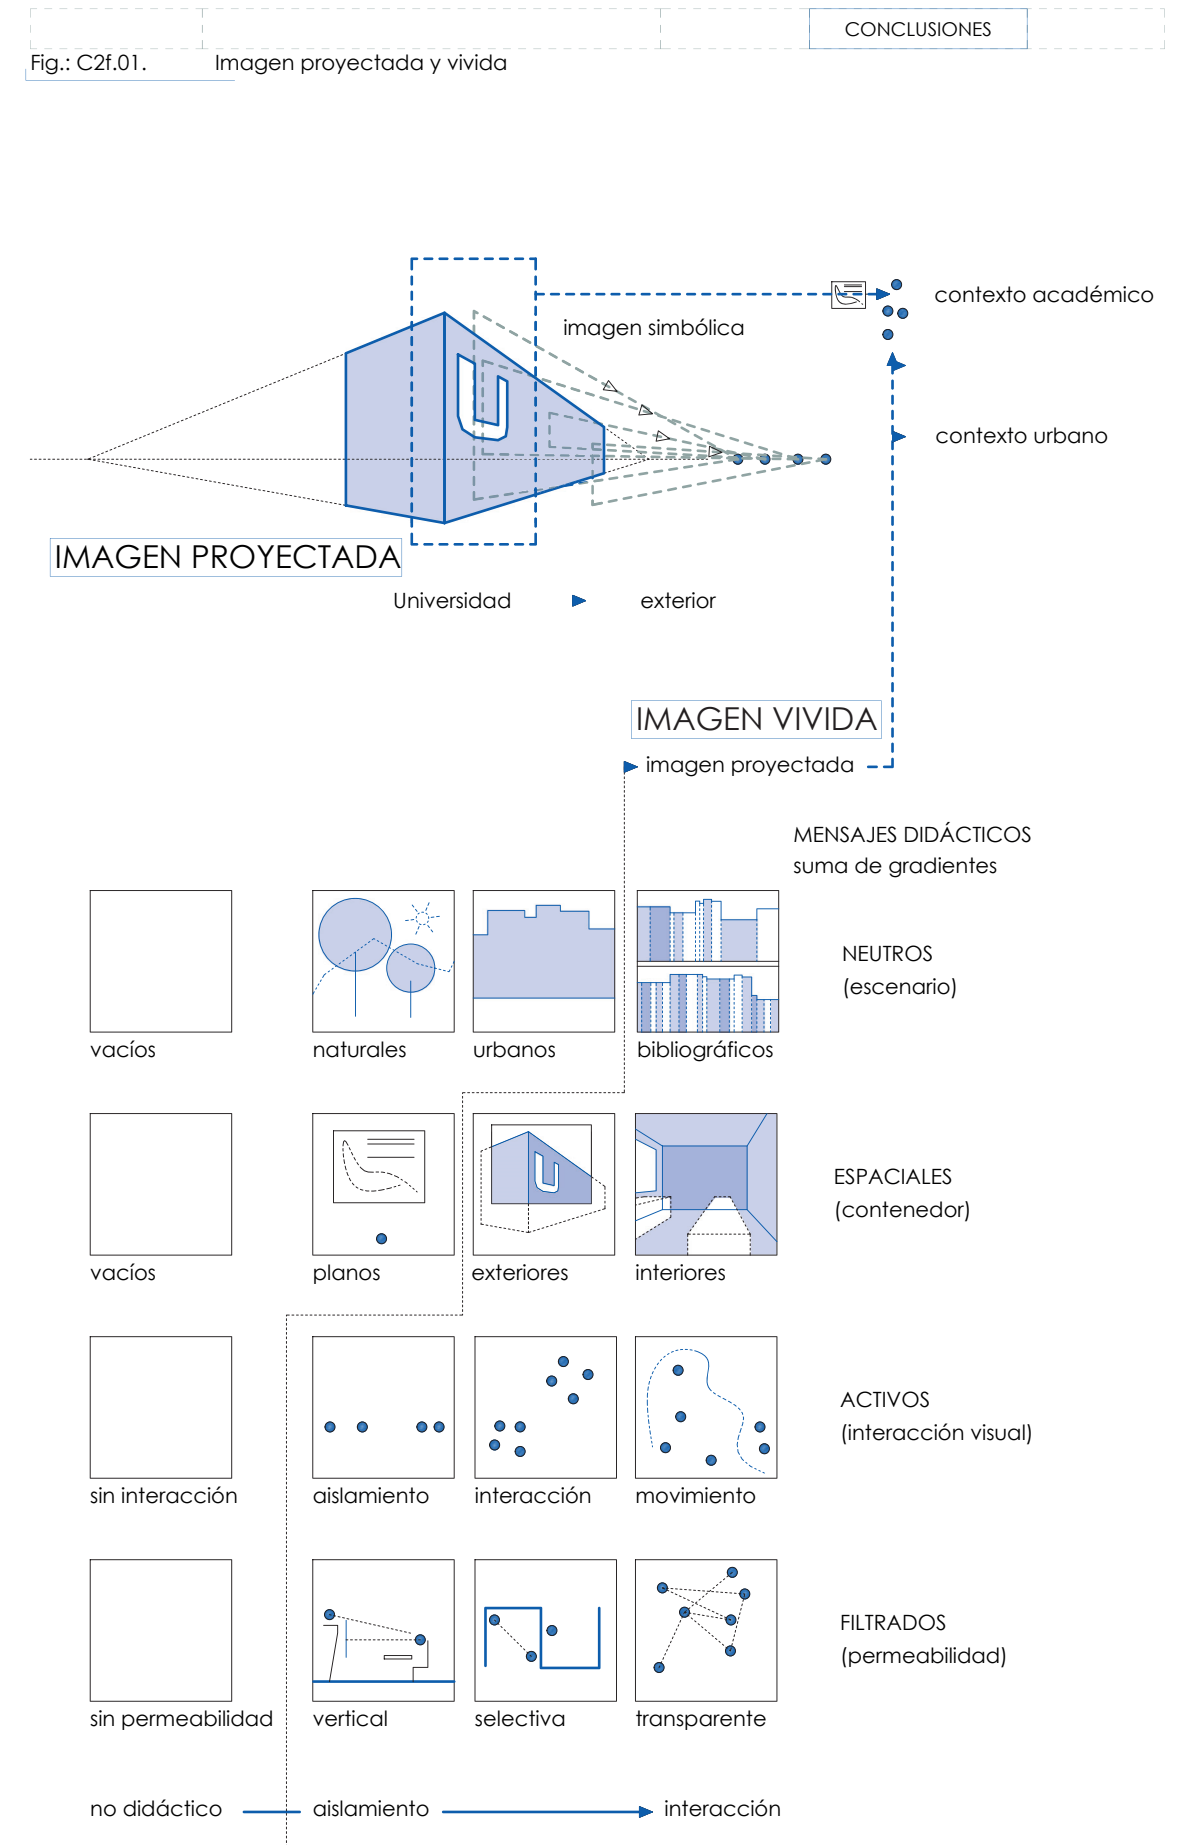 CONCLUSIONES
Fig.: C2f.01. Imagen proyectada y vivida
contexto académico
imagen simbólica
contexto urbano
IMAGEN PROYECTADA
Universidad exterior
IMAGEN VIVIDA
imagen proyectada
MENSAJES DIDÁCTICOS
suma de gradientes
NEUTROS
(escenario)
vacíos naturales urbanos bibliográficos
ESPACIALES
(contenedor)
vacíos planos exteriores interiores
ACTIVOS
(interacción visual)
sin interacción aislamiento interacción movimiento
FILTRADOS
(permeabilidad)
sin permeabilidad vertical selectiva transparente
no didáctico aislamiento interacción